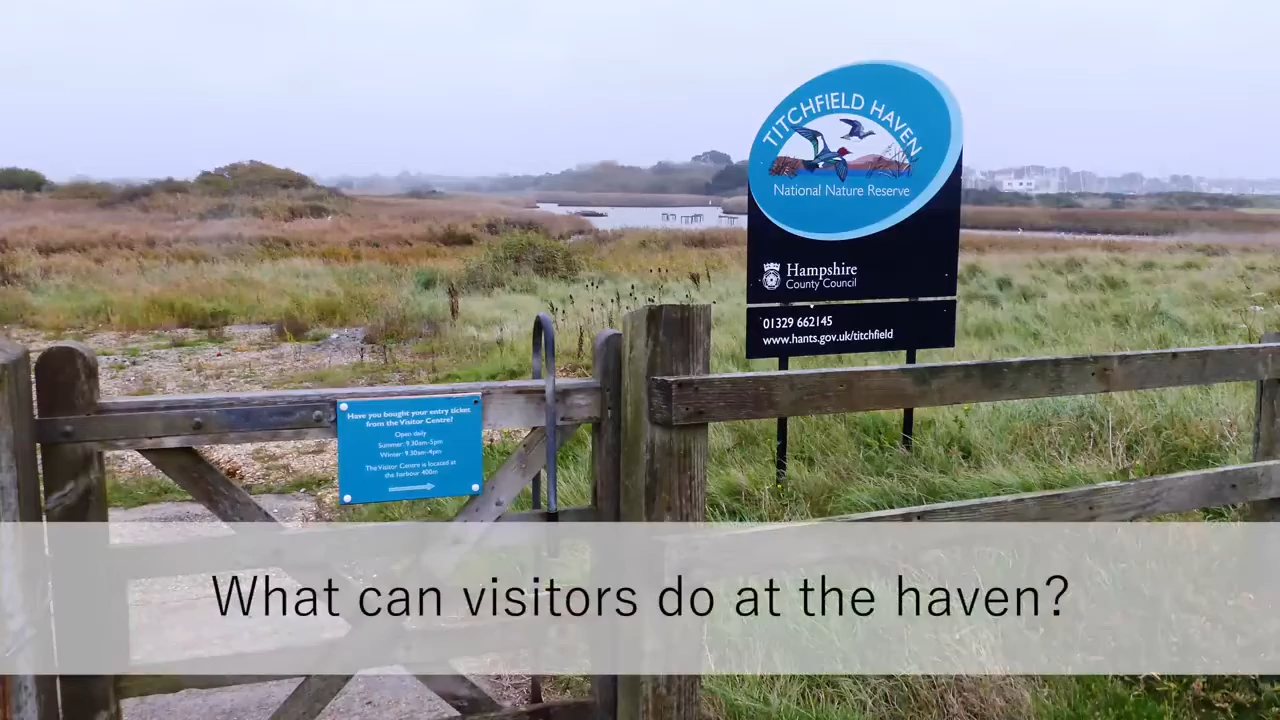 TITCHFIELD HAVEN
National Nature Reserve
Hampshire
County Council
01329 662145
www.hants.gov.uk/titchfield
Have you bought your entry ticket
from the Visitor Centre?
Open daily
Summer: 9.30am-5pm
Winter: 9.30am-4pm
The Visitor Centre is located at
the harbour 400m
What can visitors do at the haven?